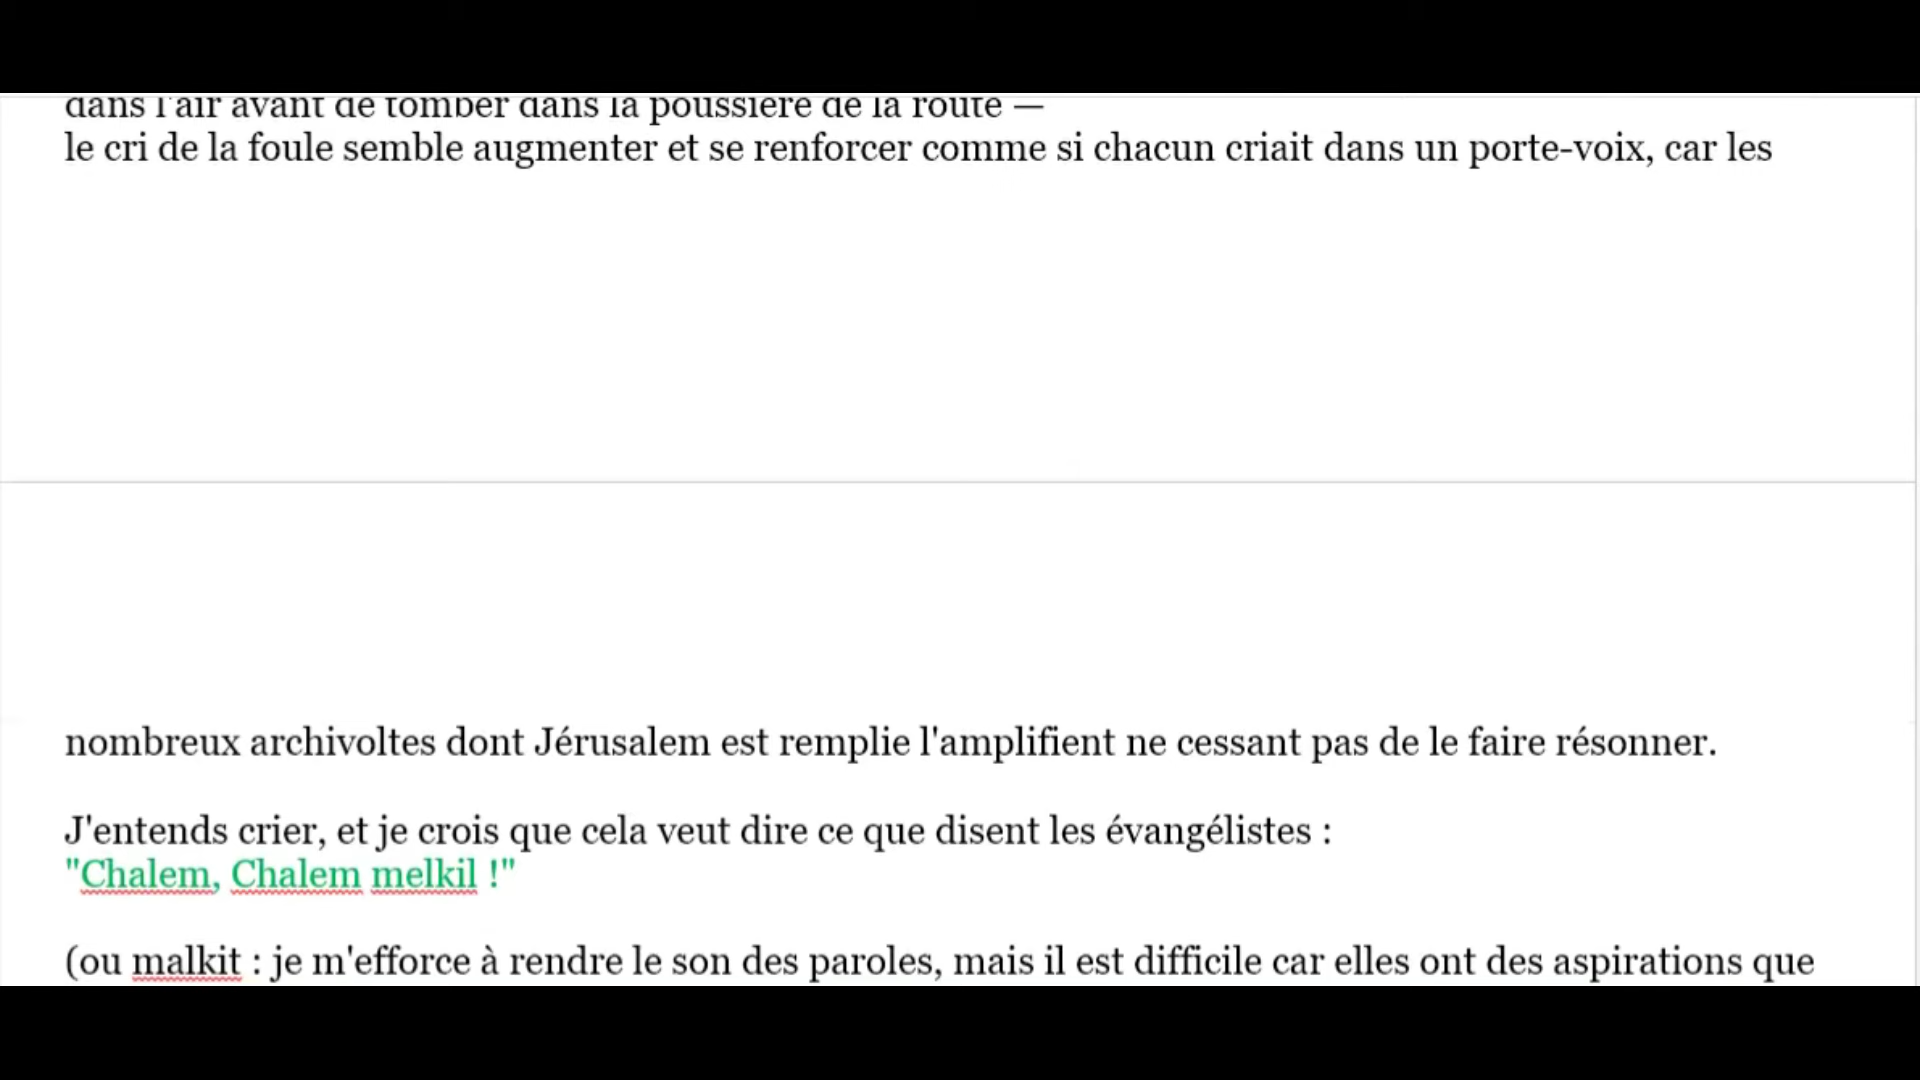 dans l'air avant de tomber dans la poussière de la route —
le cri de la foule semble augmenter et se renforcer comme si chacun criait dans un porte-voix, car les
nombreux archivoltes dont Jérusalem est remplie l'amplifient ne cessant pas de le faire résonner.
J'entends crier, et je crois que cela veut dire ce que disent les évangélistes :
"Chalem, Chalem melkil !"
(ou malkit : je m'efforce à rendre le son des paroles, mais il est difficile car elles ont des aspirations que